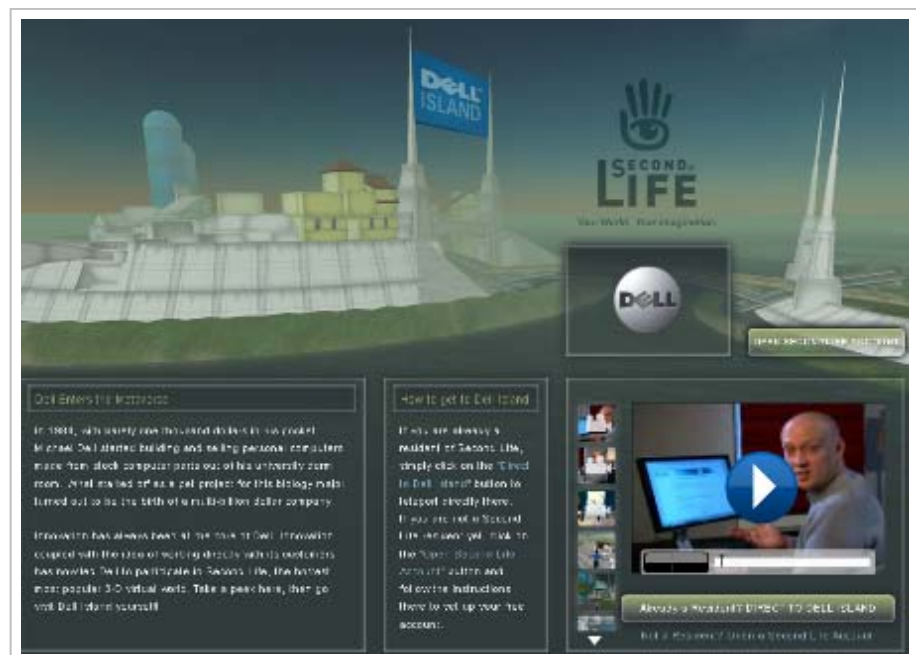 DELL
ISLAND
SECOND
LIFE
Your World. Your Imagination.
DELL
OPEN SECOND LIFE ACCOUNT
Dell Enters the Metaverse
In 1984, with barely one thousand dollars in his pocket
Michael Dell started building and selling personal computers
made from stock computer parts out of his university dorm
room. What started off as a pet project for this biology major
turned out to be the birth of a multi-billion dollar company.
Innovation has always been at the core of Dell. Innovation
coupled with the idea of working directly with its customers
has now led Dell to participate in Second Life, the hottest
most popular 3-D virtual world. Take a peek here, then go
visit Dell Island yourself!
How to get to Dell Island
If you are already a
resident of Second Life,
simply click on the "Direct
to Dell Island" button to
teleport directly there.
If you are not a Second
Life resident yet, click on
the "Open Second Life
Account" button and
follow the instructions
there to set up your free
account.
Already a Resident? DIRECT TO DELL ISLAND
Not a Resident? Open a Second Life Account